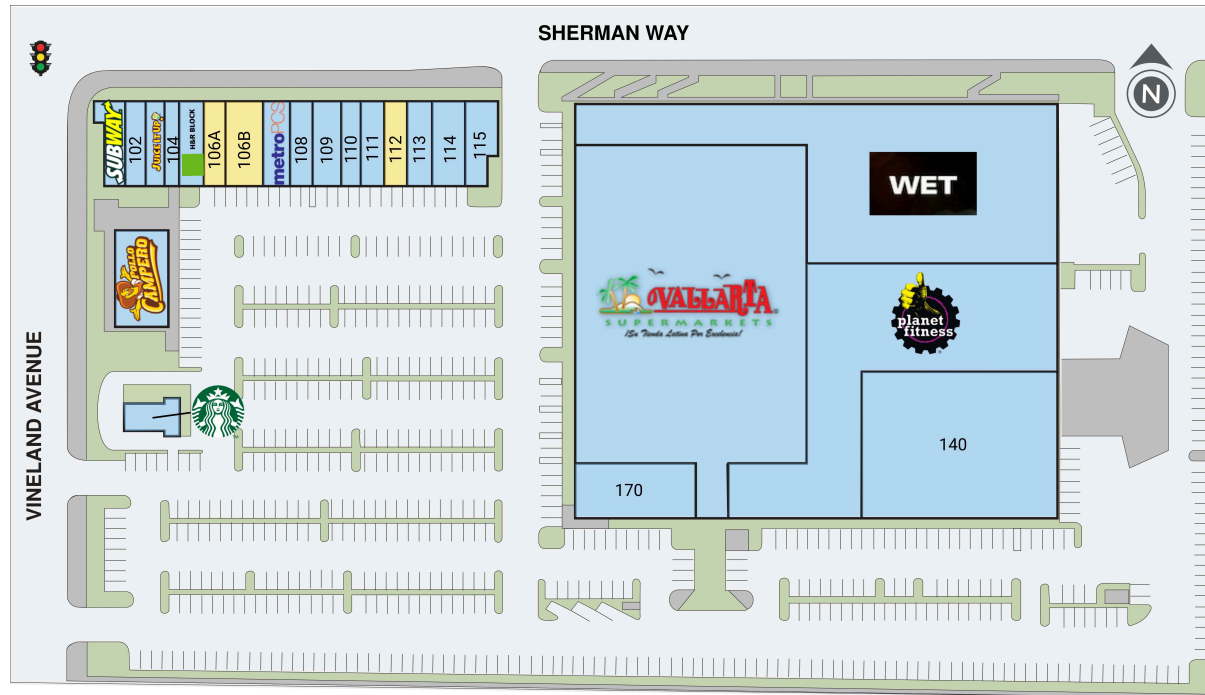 SHERMAN WAY
N
SUBWAY
102
JUICE IT UP!
104
H&R BLOCK
106A
106B
metroPCS
108
109
110
111
112
113
114
115
WET
POLLO
CAMPERO
VALLARTA
SUPERMARKETS
¡Su Tienda Latina Por Excelencia!
planet
fitness
VINELAND AVENUE
140
170